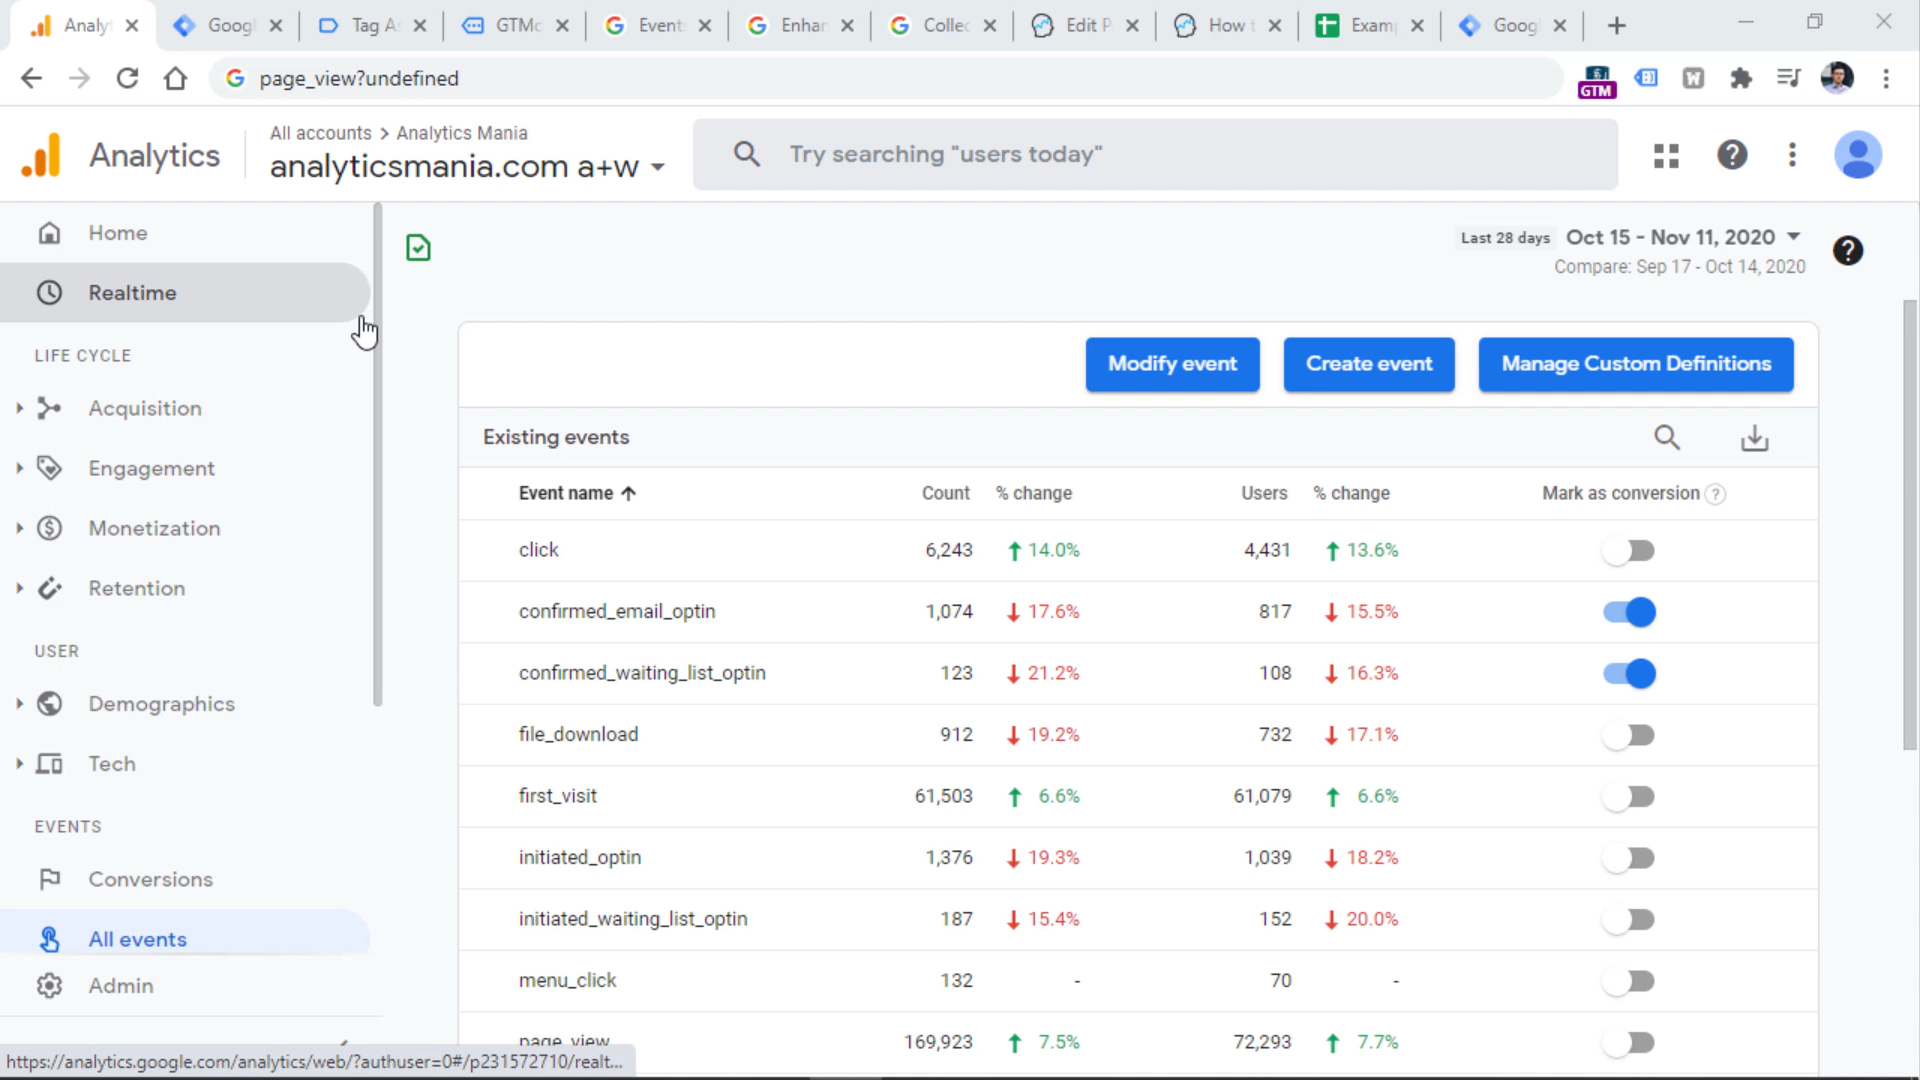 Analy
Googl
Tag A
GTM
Event
Enhan
Collec
Edit P
How t
Exam
Goog
page_view?undefined
GTM
Analytics
All accounts > Analytics Mania
analyticsmania.com a+w
Try searching "users today"
Home
Realtime
LIFE CYCLE
Acquisition
Engagement
Monetization
Retention
USER
Demographics
Tech
EVENTS
Conversions
All events
Admin
https://analytics.google.com/analytics/web/?authuser=0#/p231572710/realt...
Last 28 days Oct 15 - Nov 11, 2020
Compare: Sep 17 - Oct 14, 2020
Modify event Create event Manage Custom Definitions
Existing events
Event name Count % change Users % change Mark as conversion ?
click 6,243 14.0% 4,431 13.6%
confirmed_email_optin 1,074 17.6% 817 15.5%
confirmed_waiting_list_optin 123 21.2% 108 16.3%
file_download 912 19.2% 732 17.1%
first_visit 61,503 6.6% 61,079 6.6%
initiated_optin 1,376 19.3% 1,039 18.2%
initiated_waiting_list_optin 187 15.4% 152 20.0%
menu_click 132 - 70 -
page_view 169,923 7.5% 72,293 7.7%